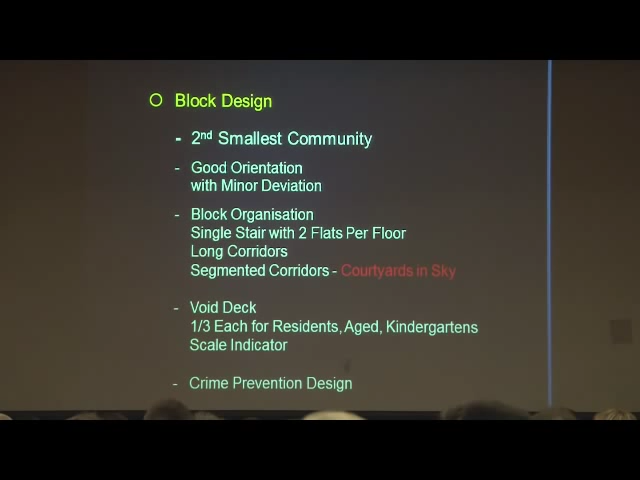 O Block Design
- 2nd Smallest Community
- Good Orientation
with Minor Deviation
- Block Organisation
Single Stair with 2 Flats Per Floor
Long Corridors
Segmented Corridors - Courtyards in Sky
- Void Deck
1/3 Each for Residents, Aged, Kindergartens
Scale Indicator
- Crime Prevention Design